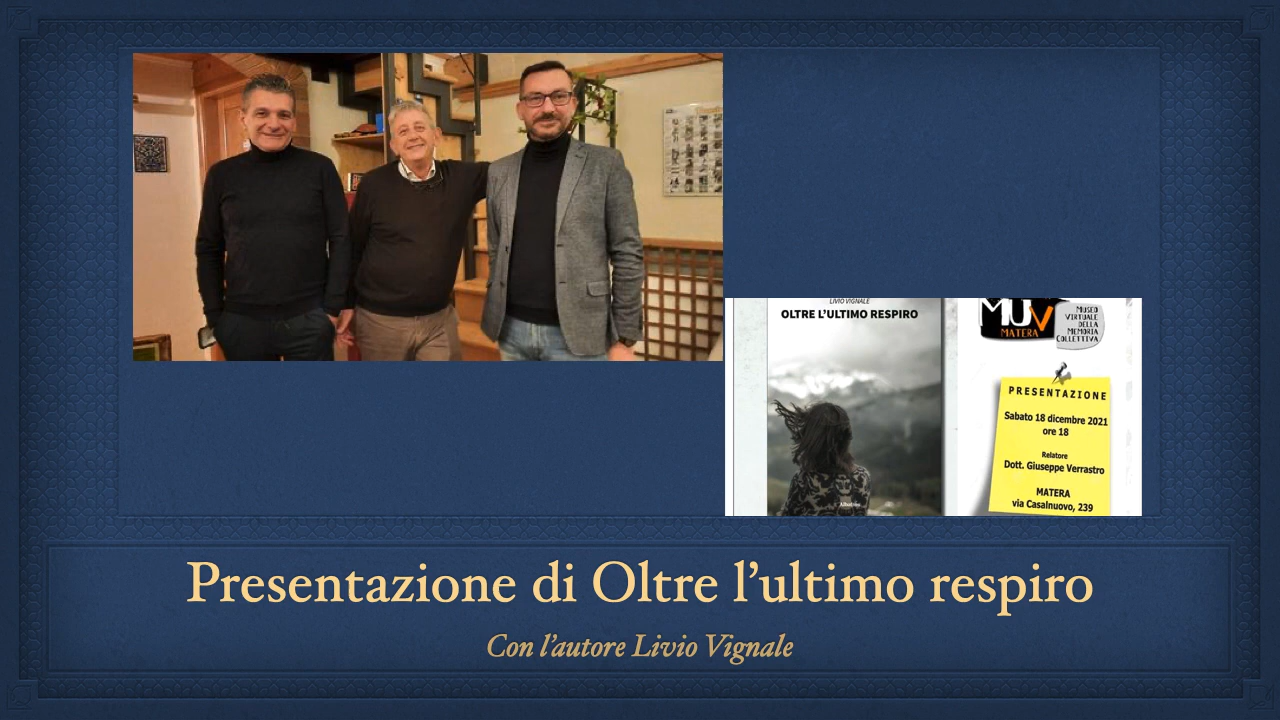 LIVIO VIGNALE
OLTRE L'ULTIMO RESPIRO
Albatros
MUV
MATERA
MUSEO
VIRTUALE
DELLA
MEMORIA
COLLETTIVA
PRESENTAZIONE
Sabato 18 dicembre 2021
ore 18
Relatore
Dott. Giuseppe Verrastro
MATERA
via Casalnuovo, 239
Presentazione di Oltre l’ultimo respiro
Con l’autore Livio Vignale